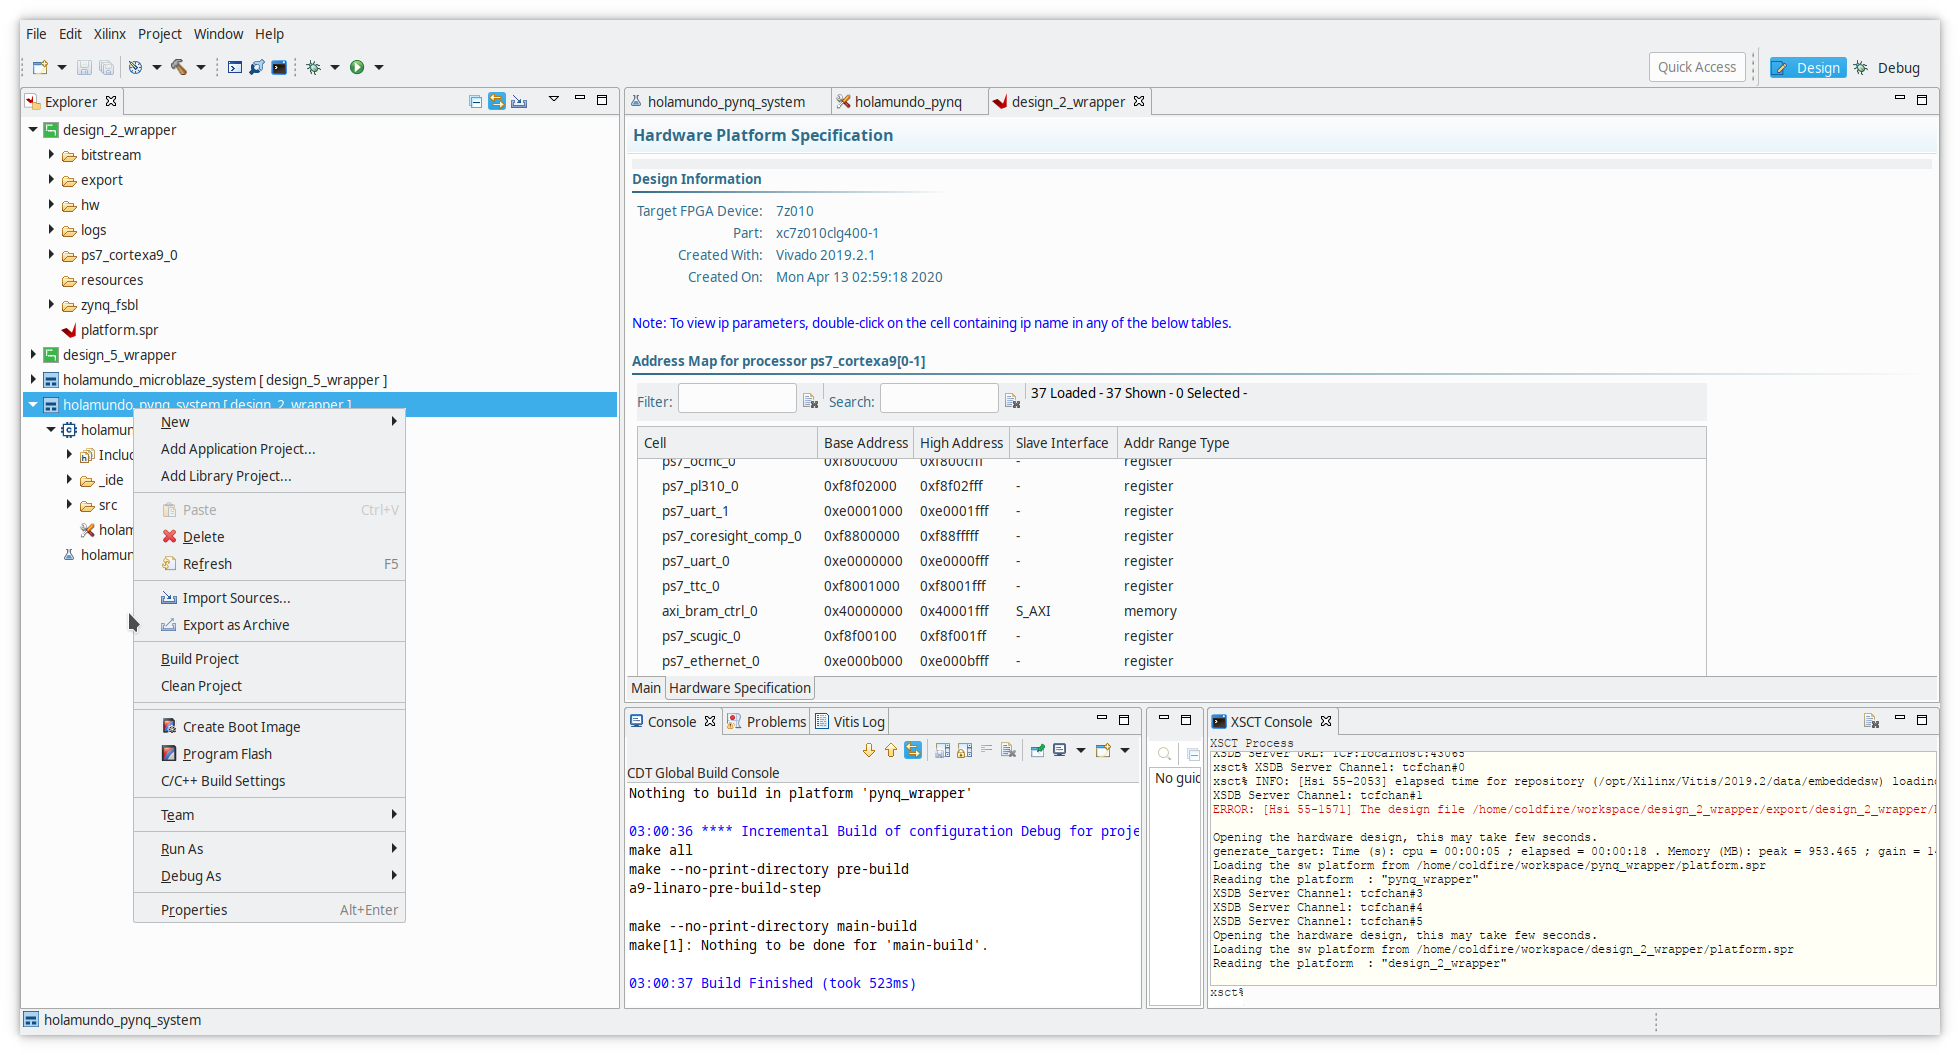 File Edit Xilinx Project Window Help
Quick Access Design Debug
Explorer
design_2_wrapper
bitstream
export
hw
logs
ps7_cortexa9_0
resources
zynq_fsbl
platform.spr
design_5_wrapper
holamundo_microblaze_system [ design_5_wrapper ]
holamundo_pynq_system [ design_2_wrapper ]
holamun
Includ
_ide
src
holam
holamun
New
Add Application Project...
Add Library Project...
Paste Ctrl+V
Delete
Refresh F5
Import Sources...
Export as Archive
Build Project
Clean Project
Create Boot Image
Program Flash
C/C++ Build Settings
Team
Run As
Debug As
Properties Alt+Enter
holamundo_pynq_system holamundo_pynq design_2_wrapper
Hardware Platform Specification
Design Information
Target FPGA Device: 7z010
Part: xc7z010clg400-1
Created With: Vivado 2019.2.1
Created On: Mon Apr 13 02:59:18 2020
Note: To view ip parameters, double-click on the cell containing ip name in any of the below tables.
Address Map for processor ps7_cortexa9[0-1]
Filter: Search: 37 Loaded - 37 Shown - 0 Selected -
Cell Base Address High Address Slave Interface Addr Range Type
ps7_ocmc_0 0xf800c000 0xf800cfff - register
ps7_pl310_0 0xf8f02000 0xf8f02fff - register
ps7_uart_1 0xe0001000 0xe0001fff - register
ps7_coresight_comp_0 0xf8800000 0xf88fffff - register
ps7_uart_0 0xe0000000 0xe0000fff - register
ps7_ttc_0 0xf8001000 0xf8001fff - register
axi_bram_ctrl_0 0x40000000 0x40001fff S_AXI memory
ps7_scugic_0 0xf8f00100 0xf8f001ff - register
ps7_ethernet_0 0xe000b000 0xe000bfff - register
Main Hardware Specification
Console Problems Vitis Log
CDT Global Build Console
Nothing to build in platform 'pynq_wrapper'
03:00:36 **** Incremental Build of configuration Debug for proje
make all
make --no-print-directory pre-build
a9-linaro-pre-build-step
make --no-print-directory main-build
make[1]: Nothing to be done for 'main-build'.
03:00:37 Build Finished (took 523ms)
No guid
XSCT Console
XSCT Process
XSDB Server URL: TCP:localhost:43065
xsct% XSDB Server Channel: tcfchan#0
xsct% INFO: [Hsi 55-2053] elapsed time for repository (/opt/Xilinx/Vitis/2019.2/data/embeddedsw) loadin
XSDB Server Channel: tcfchan#1
ERROR: [Hsi 55-1571] The design file /home/coldfire/workspace/design_2_wrapper/export/design_2_wrapper/
Opening the hardware design, this may take few seconds.
generate_target: Time (s): cpu = 00:00:05 ; elapsed = 00:00:18 . Memory (MB): peak = 953.465 ; gain = 1
Loading the sw platform from /home/coldfire/workspace/pynq_wrapper/platform.spr
Reading the platform : "pynq_wrapper"
XSDB Server Channel: tcfchan#3
XSDB Server Channel: tcfchan#4
XSDB Server Channel: tcfchan#5
Opening the hardware design, this may take few seconds.
Loading the sw platform from /home/coldfire/workspace/design_2_wrapper/platform.spr
Reading the platform : "design_2_wrapper"
xsct%
holamundo_pynq_system